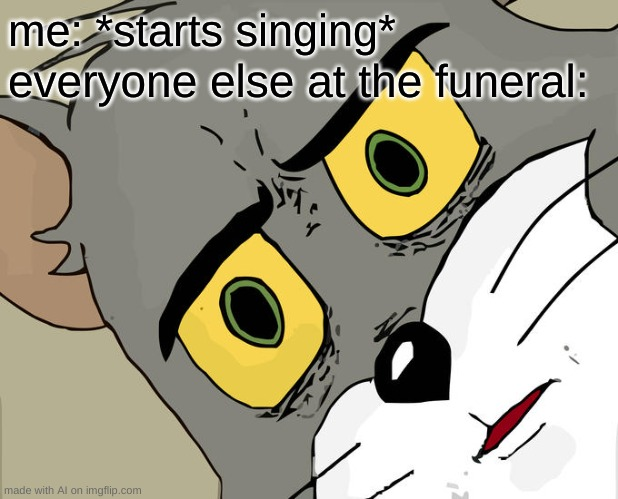 me: *starts singing*
everyone else at the funeral:
made with AI on imgflip.com